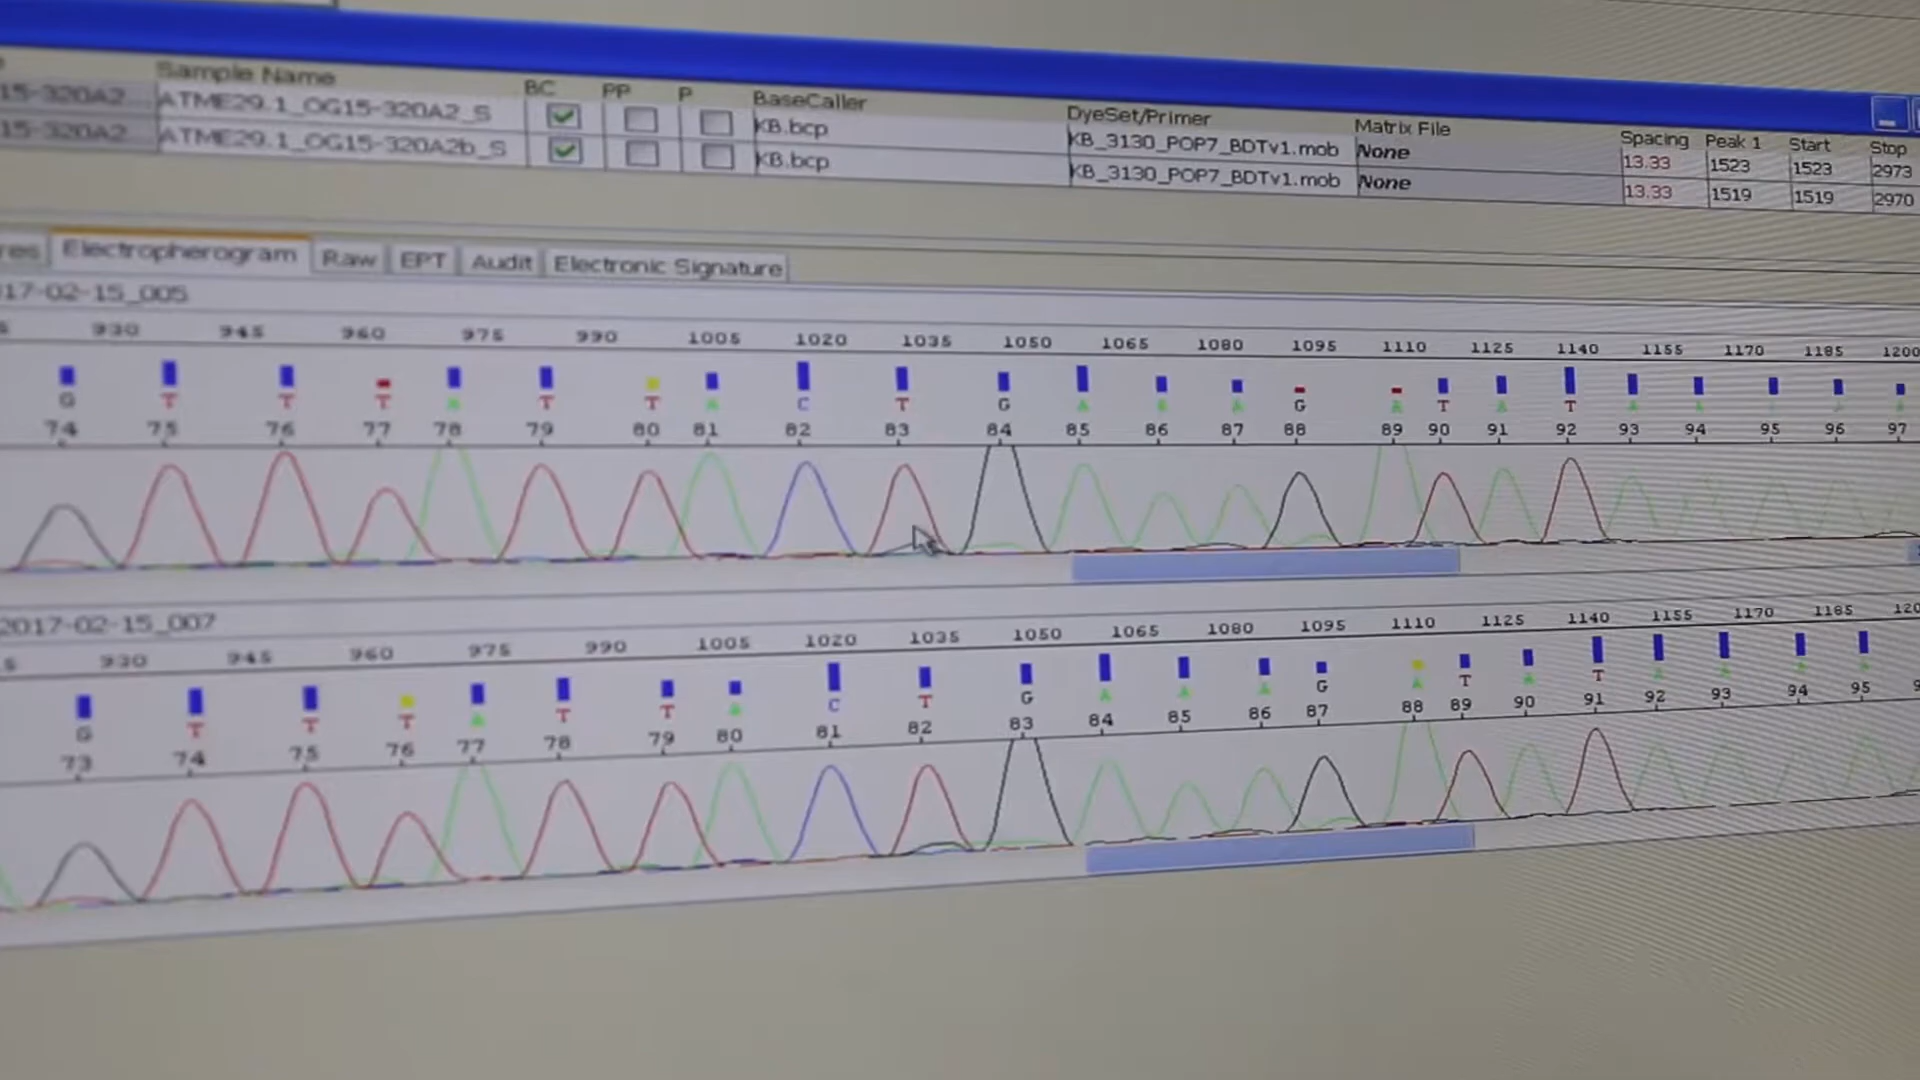 Sample Name BC PP P BaseCaller DyeSet/Primer Matrix File Spacing Peak 1 Start Stop
15-320A2... ATME29.1_OG15-320A2_S KB.bcp KB_3130_POP7_BDTv1.mob None 13.33 1523 1523 2973
15-320A2 ATME29.1_OG15-320A2b_S KB.bcp KB_3130_POP7_BDTv1.mob None 13.33 1519 1519 2970
res Electropherogram Raw EPT Audit Electronic Signature
17-02-15_005
930 945 960 975 990 1005 1020 1035 1050 1065 1080 1095 1110 1125 1140 1155 1170 1185 1200
G T T T A T T A C T G A A A G A T A T A A A A
74 75 76 77 78 79 80 81 82 83 84 85 86 87 88 89 90 91 92 93 94 95 96 97
2017-02-15_007
930 945 960 975 990 1005 1020 1035 1050 1065 1080 1095 1110 1125 1140 1155 1170 1185 120
G T T T A T T A C T G A A A G A T A T A A A A
73 74 75 76 77 78 79 80 81 82 83 84 85 86 87 88 89 90 91 92 93 94 95 9